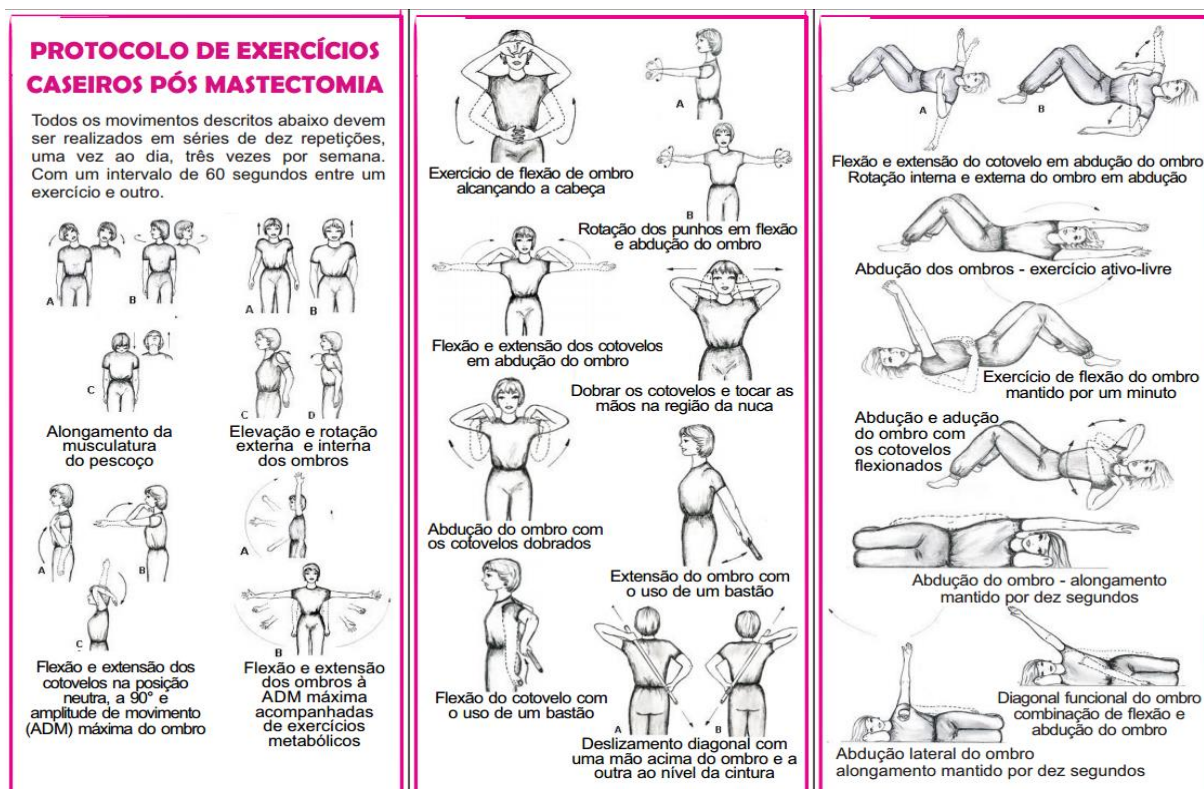 PROTOCOLO DE EXERCÍCIOS
CASEIROS PÓS MASTECTOMIA
Todos os movimentos descritos abaixo devem
ser realizados em séries de dez repetições,
uma vez ao dia, três vezes por semana.
Com um intervalo de 60 segundos entre um
exercício e outro.
A
B
C
Alongamento da
musculatura
do pescoço
A
B
C
D
Elevação e rotação
externa e interna
dos ombros
A
B
C
Flexão e extensão dos
cotovelos na posição
neutra, a 90° e
amplitude de movimento
(ADM) máxima do ombro
A
B
Flexão e extensão
dos ombros à
ADM máxima
acompanhadas
de exercícios
metabólicos
Exercício de flexão de ombro
alcançando a cabeça
A
B
Rotação dos punhos em flexão
e abdução do ombro
Flexão e extensão dos cotovelos
em abdução do ombro
Dobrar os cotovelos e tocar as
mãos na região da nuca
Abdução do ombro com
os cotovelos dobrados
Extensão do ombro com
o uso de um bastão
Flexão do cotovelo com
o uso de um bastão
A
B
Deslizamento diagonal com
uma mão acima do ombro e a
outra ao nível da cintura
A
B
Flexão e extensão do cotovelo em abdução do ombro
Rotação interna e externa do ombro em abdução
Abdução dos ombros - exercício ativo-livre
Exercício de flexão do ombro
mantido por um minuto
Abdução e adução
do ombro com
os cotovelos
flexionados
Abdução do ombro - alongamento
mantido por dez segundos
Diagonal funcional do ombro
combinação de flexão e
abdução do ombro
Abdução lateral do ombro
alongamento mantido por dez segundos